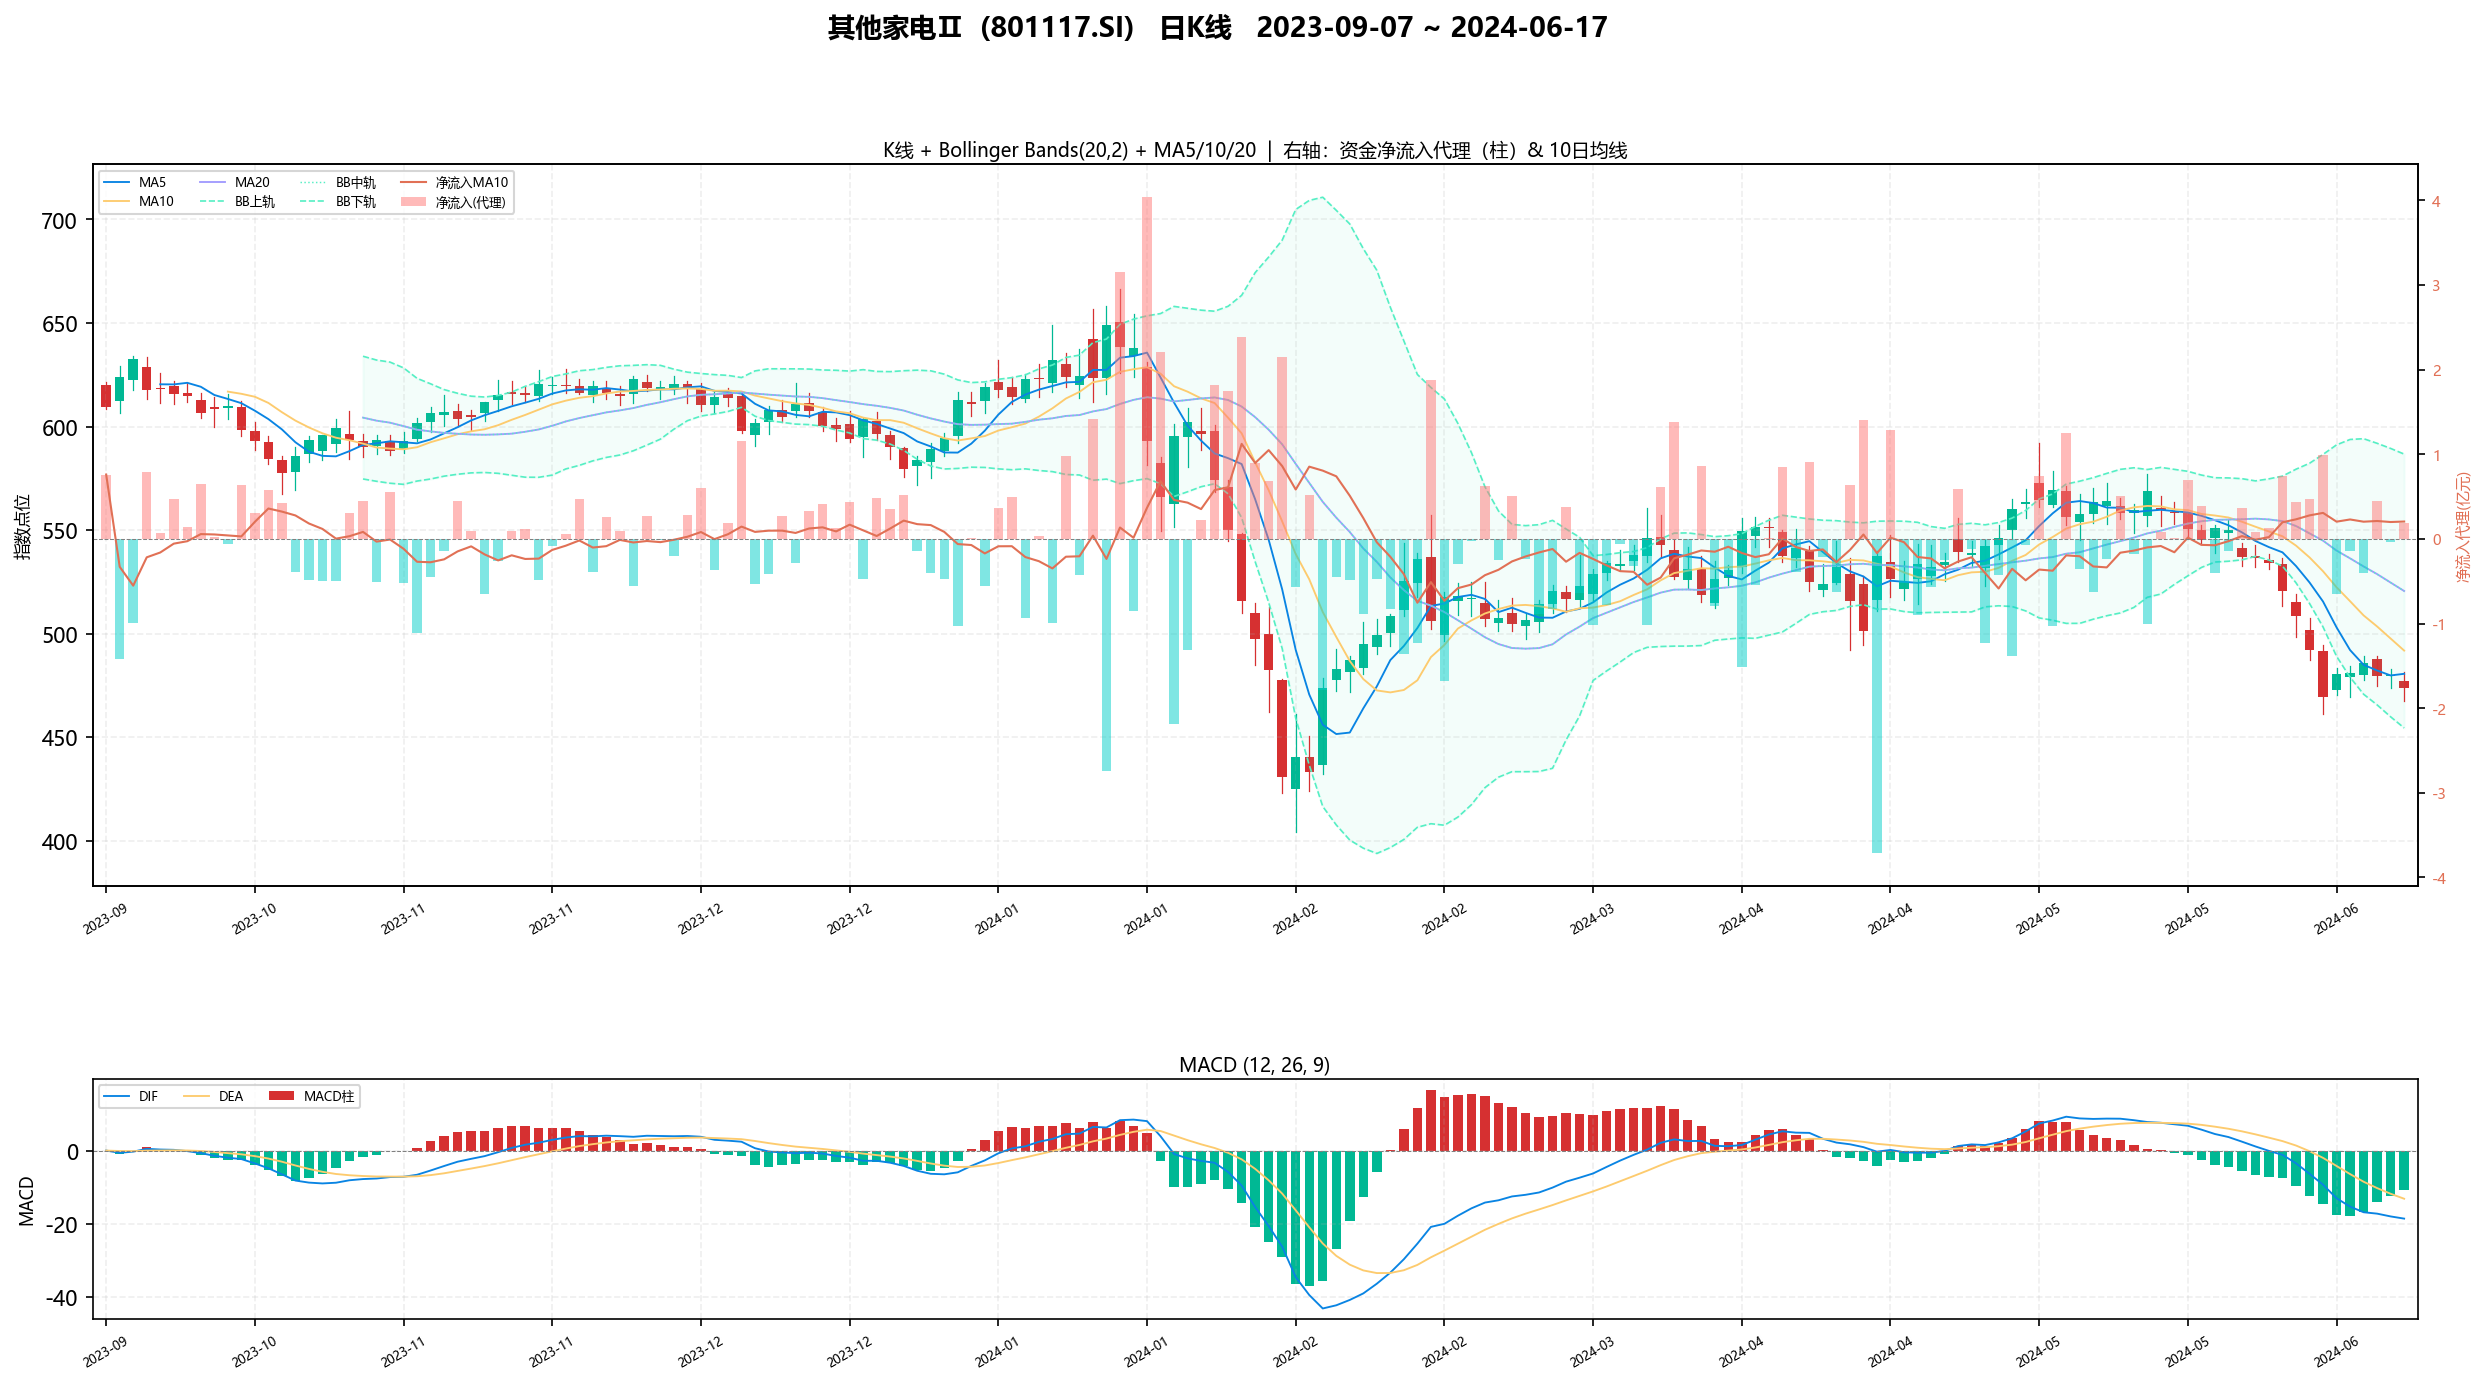 其他家电Ⅱ (801117.SI) 日K线 2023-09-07 ~ 2024-06-17
K线 + Bollinger Bands(20,2) + MA5/10/20 | 右轴：资金净流入代理（柱）& 10日均线
MA5 MA20 BB中轨 净流入MA10
MA10 BB上轨 BB下轨 净流入(代理)
700
650
600
550
500
450
400
指数点位
4
3
2
1
0
-1
-2
-3
-4
净流入代理(亿元)
2023-09 2023-10 2023-11 2023-11 2023-12 2023-12 2024-01 2024-01 2024-02 2024-02 2024-03 2024-04 2024-04 2024-05 2024-05 2024-06
MACD (12, 26, 9)
DIF DEA MACD柱
0
-20
-40
MACD
2023-09 2023-10 2023-11 2023-11 2023-12 2023-12 2024-01 2024-01 2024-02 2024-02 2024-03 2024-04 2024-04 2024-05 2024-05 2024-06